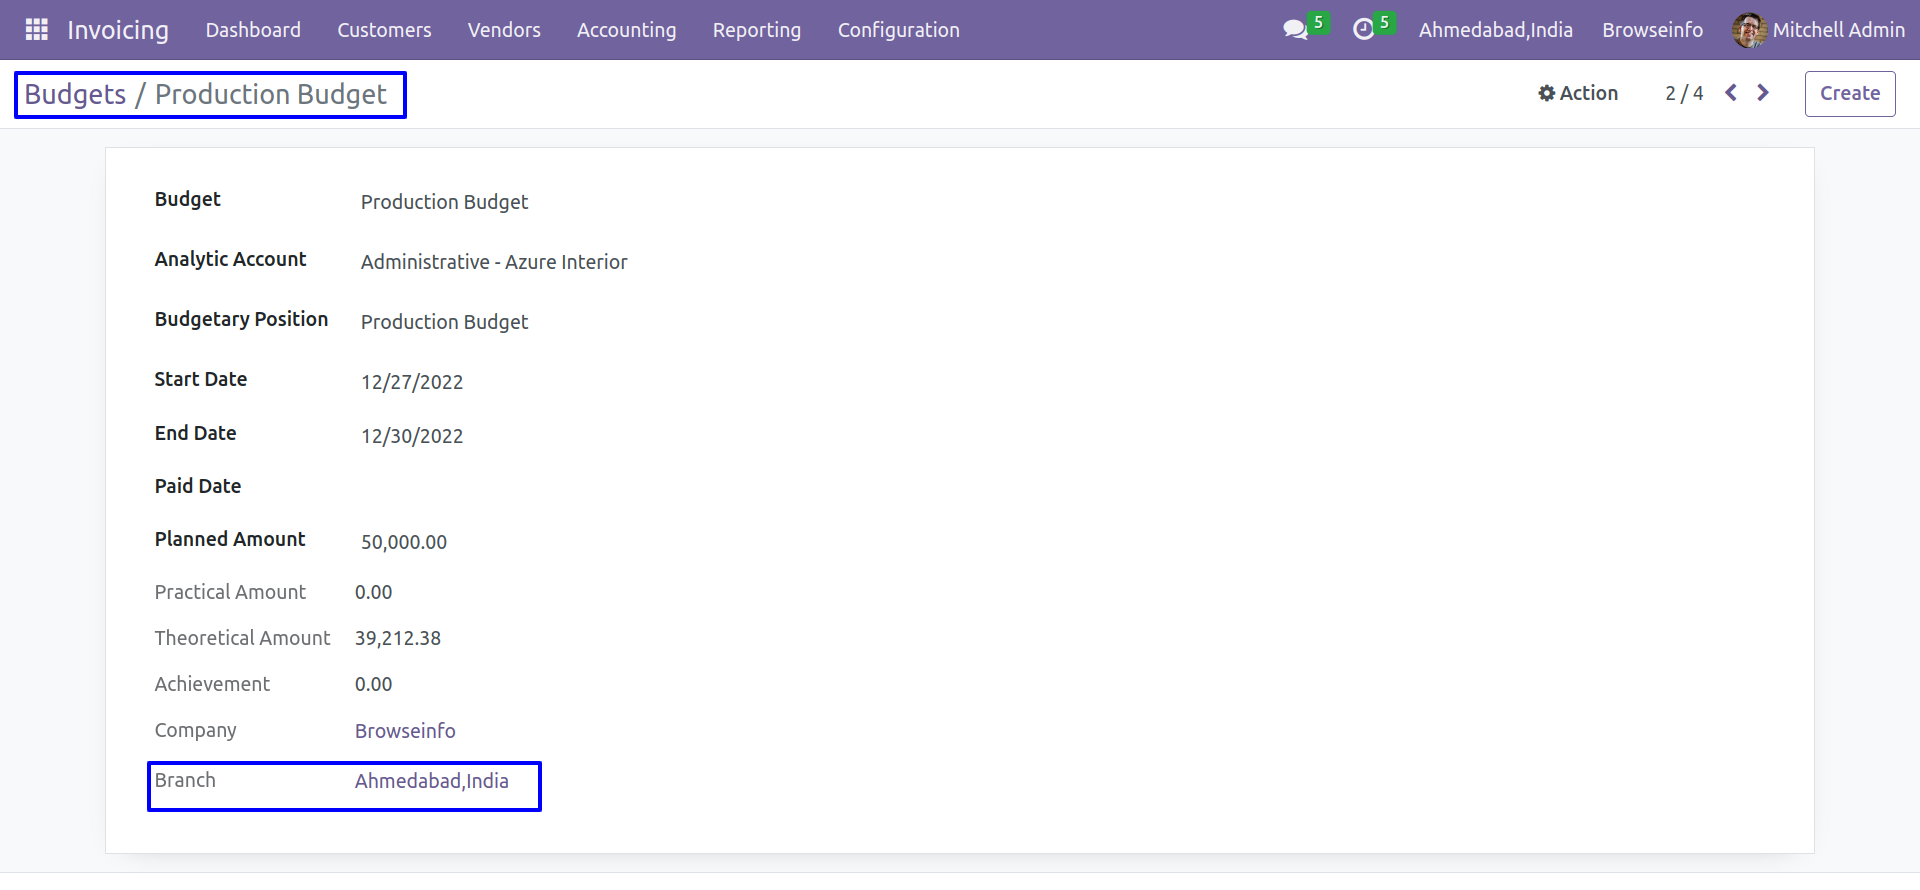 Invoicing Dashboard Customers Vendors Accounting Reporting Configuration 5 5 Ahmedabad,India Browseinfo Mitchell Admin
Budgets / Production Budget Action 2 / 4 Create
Budget Production Budget
Analytic Account Administrative - Azure Interior
Budgetary Position Production Budget
Start Date 12/27/2022
End Date 12/30/2022
Paid Date
Planned Amount 50,000.00
Practical Amount 0.00
Theoretical Amount 39,212.38
Achievement 0.00
Company Browseinfo
Branch Ahmedabad,India